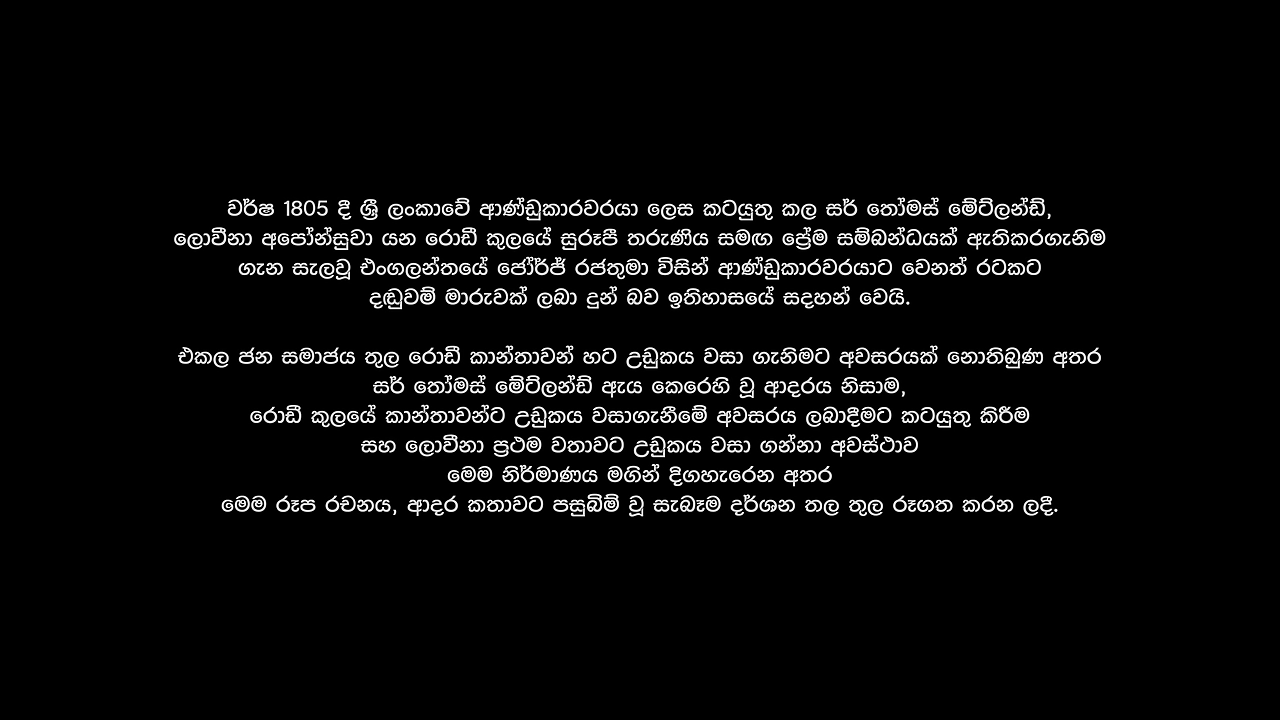 වර්ෂ 1805 දී ශ්‍රී ලංකාවේ ආණ්ඩුකාරවරයා ලෙස කටයුතු කල සර් තෝමස් මේට්ලන්ඩ්,
ලොවීනා අපෝන්සුවා යන රොඩී කුලයේ සුරූපී තරුණිය සමඟ ප්‍රේම සම්බන්ධයක් ඇතිකරගැනිම
ගැන සැලවූ එංගලන්තයේ ජෝර්ජ් රජතුමා විසින් ආණ්ඩුකාරවරයාට වෙනත් රටකට
දඬුවම් මාරුවක් ලබා දුන් බව ඉතිහාසයේ සදහන් වෙයි.
එකල ජන සමාජය තුල රොඩී කාන්තාවන් හට උඩුකය වසා ගැනිමට අවසරයක් නොතිබුණ අතර
සර් තෝමස් මේට්ලන්ඩ් ඇය කෙරෙහි වූ ආදරය නිසාම,
රොඩී කුලයේ කාන්තාවන්ට උඩුකය වසාගැනීමේ අවසරය ලබාදීමට කටයුතු කිරීම
සහ ලොවීනා ප්‍රථම වතාවට උඩුකය වසා ගන්නා අවස්ථාව
මෙම නිර්මාණය මගින් දිගහැරෙන අතර
මෙම රූප රචනය, ආදර කතාවට පසුබිම් වූ සැබෑම දර්ශන තල තුල රූගත කරන ලදී.